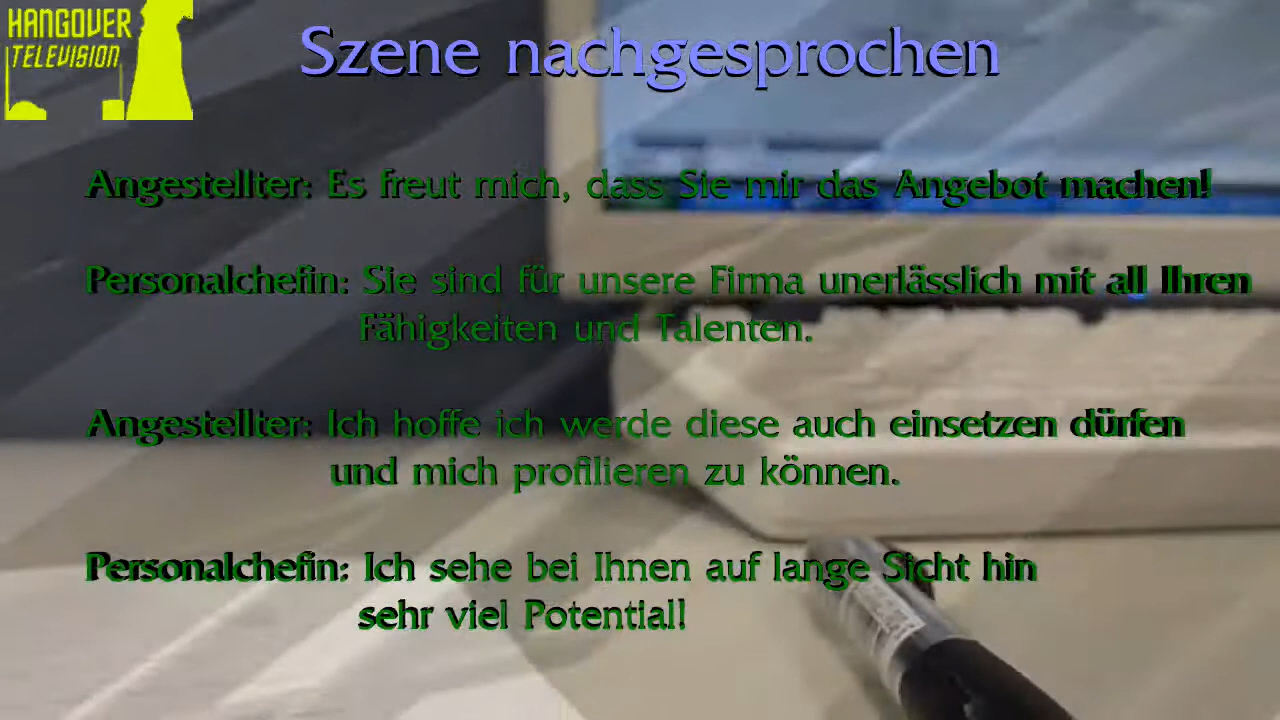 HANGOVER
TELEVISION
Szene nachgesprochen
Angestellter: Es freut mich, dass Sie mir das Angebot machen!
Personalchefin: Sie sind für unsere Firma unerlässlich mit all Ihren
Fähigkeiten und Talenten.
Angestellter: Ich hoffe ich werde diese auch einsetzen dürfen
und mich profilieren zu können.
Personalchefin: Ich sehe bei Ihnen auf lange Sicht hin
sehr viel Potential!